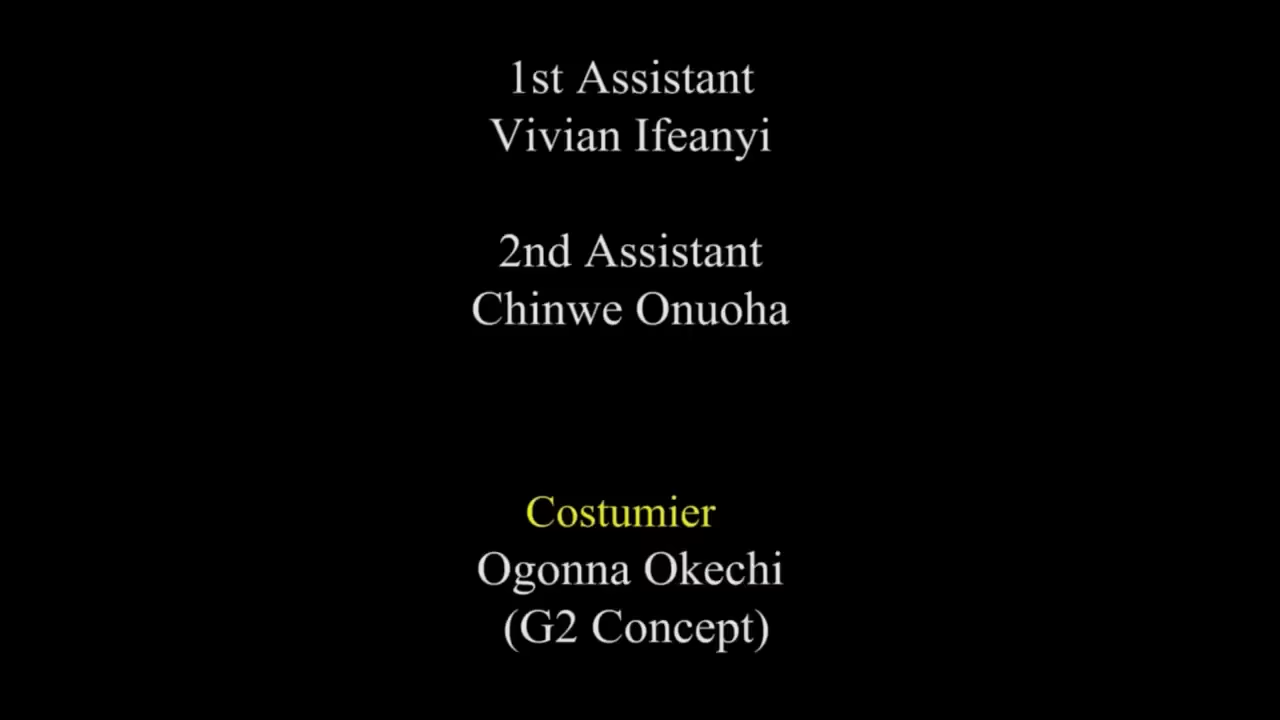 1st Assistant
Vivian Ifeanyi
2nd Assistant
Chinwe Onuoha
Costumier
Ogonna Okechi
(G2 Concept)